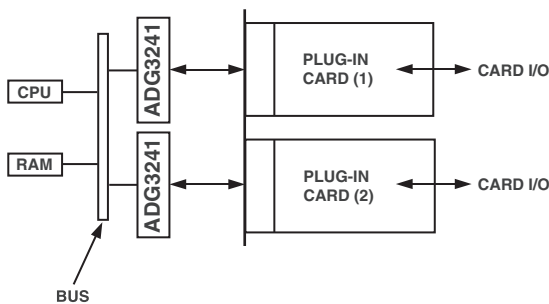 CPU
RAM
BUS
ADG3241
ADG3241
PLUG-IN
CARD (1)
CARD I/O
PLUG-IN
CARD (2)
CARD I/O